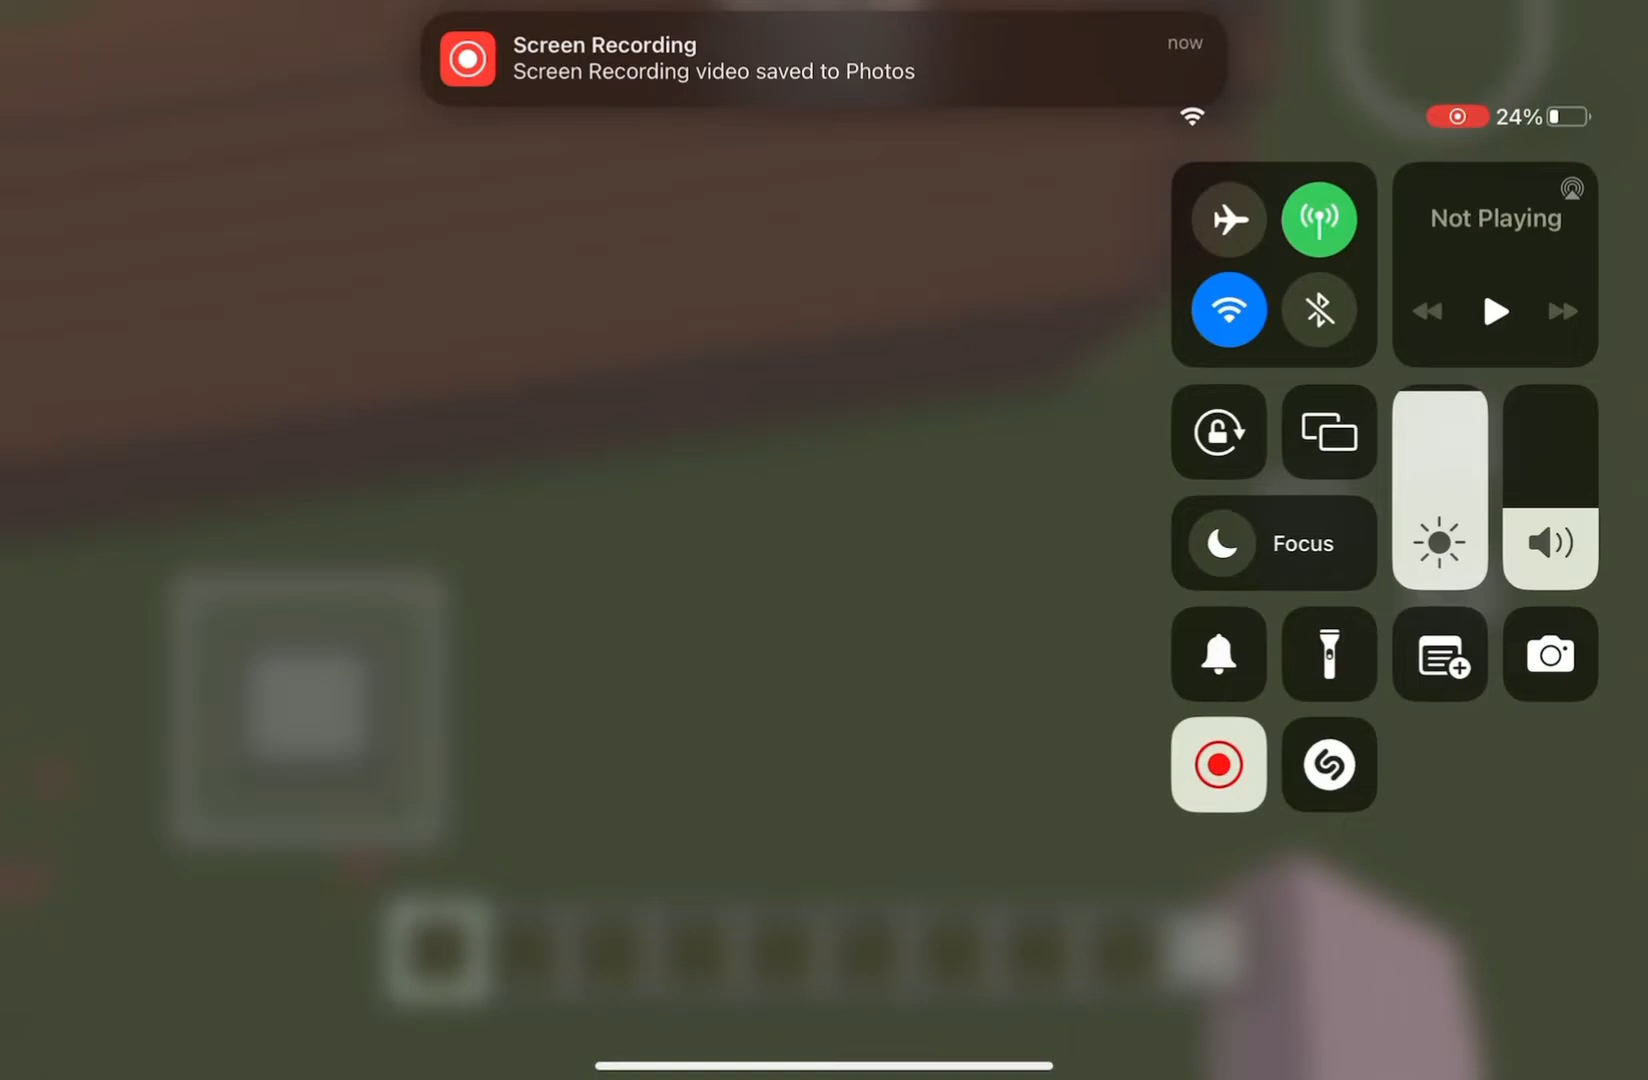 Screen Recording
now
Screen Recording video saved to Photos
24%
Not Playing
Focus